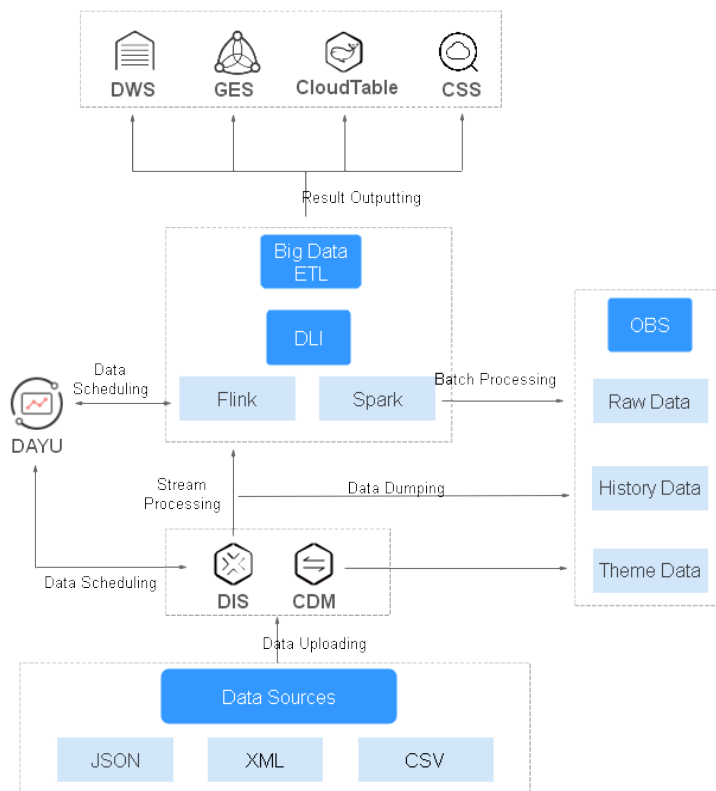 DWS
GES
CloudTable
CSS
Result Outputting
Big Data
ETL
DLI
OBS
Data
Scheduling
Flink
Spark
Batch Processing
Raw Data
DAYU
Stream
Processing
Data Dumping
History Data
Data Scheduling
DIS
CDM
Theme Data
Data Uploading
Data Sources
JSON
XML
CSV